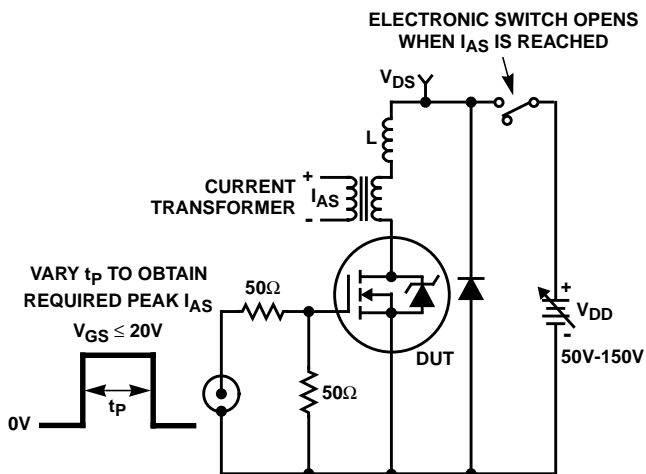 ELECTRONIC SWITCH OPENS
WHEN IAS IS REACHED
VDS
L
CURRENT
TRANSFORMER
+
IAS
-
VARY tP TO OBTAIN
REQUIRED PEAK IAS
VGS ≤ 20V
50Ω
tP
0V
50Ω
DUT
+
VDD
-
50V-150V